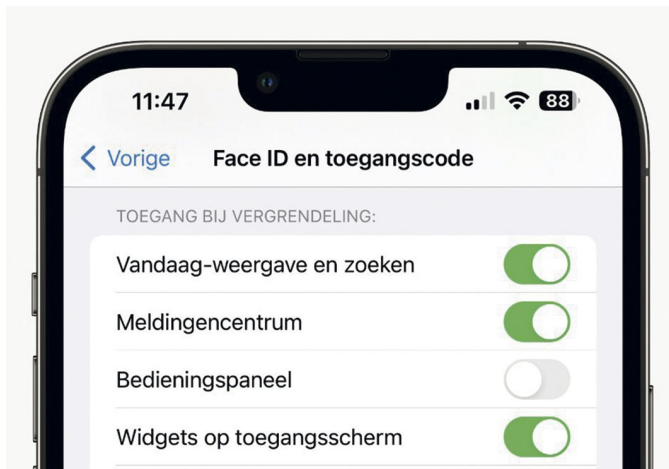 11:47
88
Vorige Face ID en toegangscode
TOEGANG BIJ VERGRENDELING:
Vandaag-weergave en zoeken
Meldingencentrum
Bedieningspaneel
Widgets op toegangsscherm